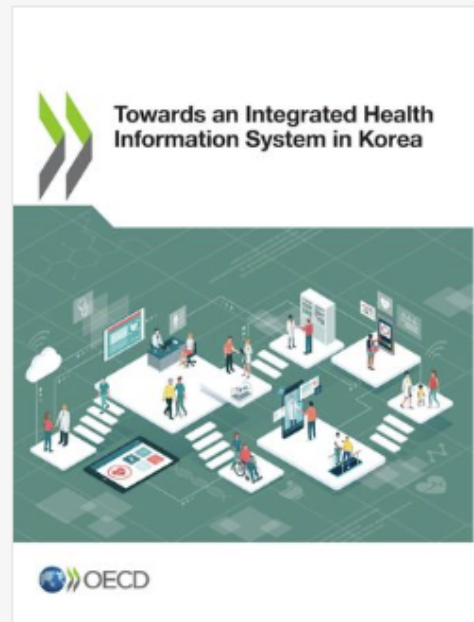 Towards an Integrated Health
Information System in Korea
OECD